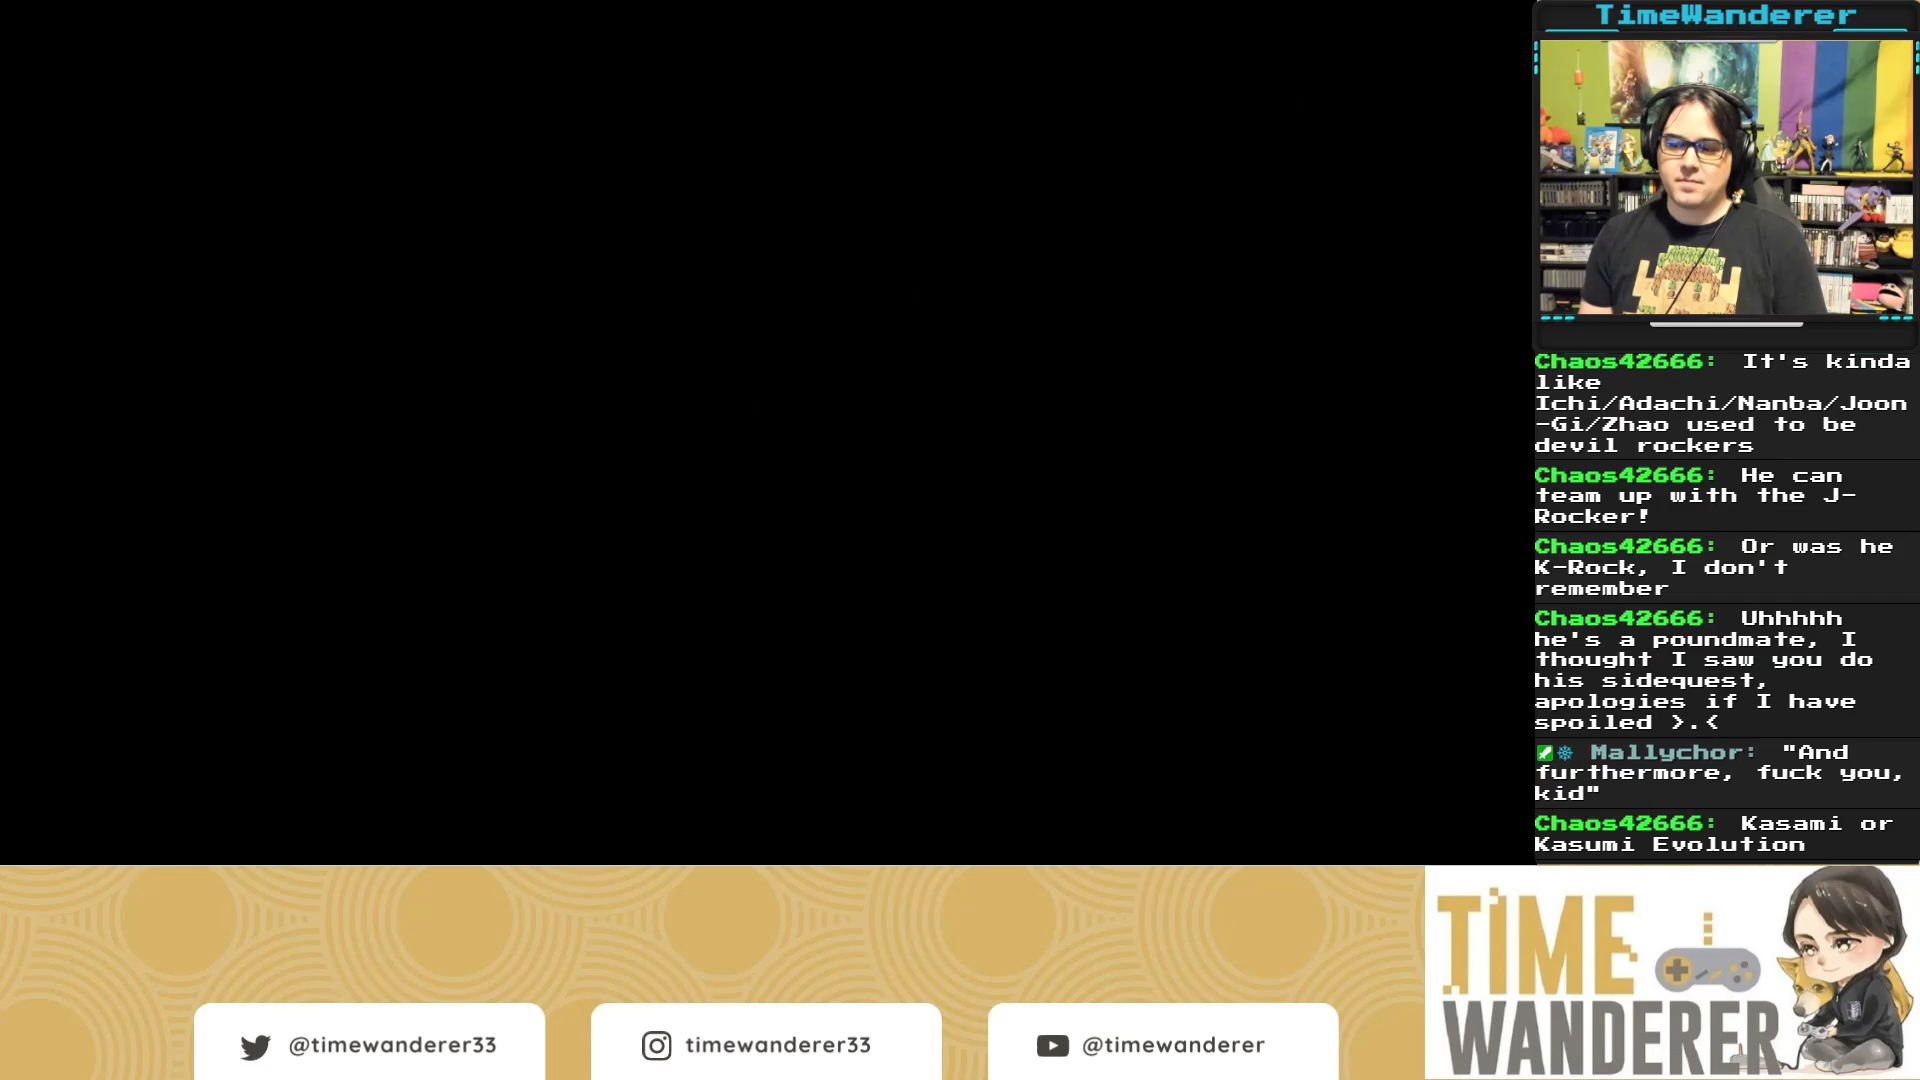 TimeWanderer
Chaos42666: It's kinda
like
Ichi/Adachi/Nanba/Joon
-Gi/Zhao used to be
devil rockers
Chaos42666: He can
team up with the J-
Rocker!
Chaos42666: Or was he
K-Rock, I don't
remember
Chaos42666: Uhhhhh
he's a poundmate, I
thought I saw you do
his sidequest,
apologies if I have
spoiled >.<
Mallychor: "And
furthermore, fuck you,
kid"
Chaos42666: Kasami or
Kasumi Evolution
TIME
WANDERER
@timewanderer33
timewanderer33
@timewanderer